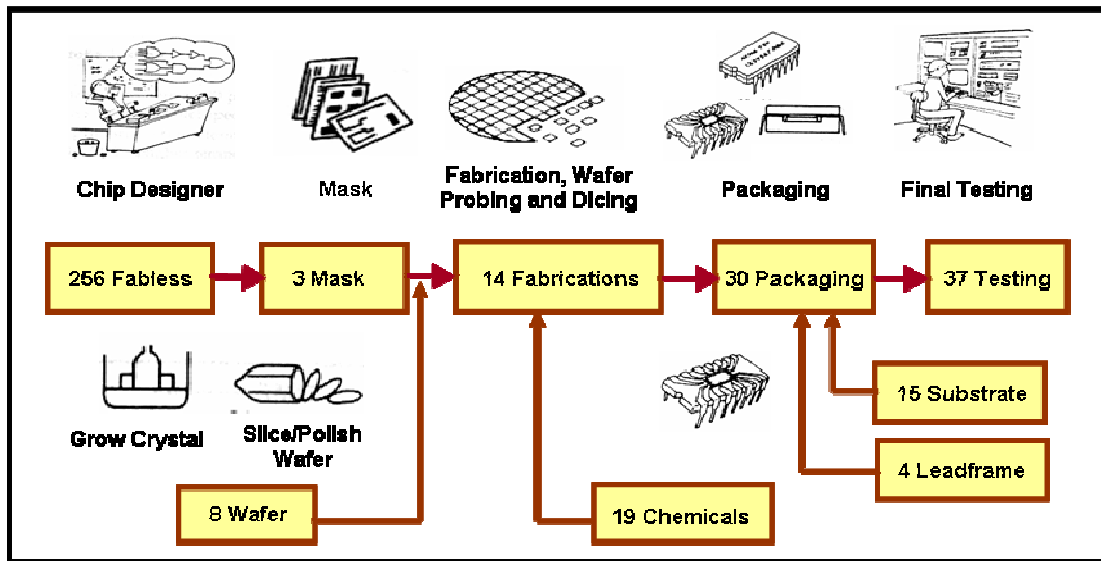 Chip Designer
Mask
Fabrication, Wafer
Probing and Dicing
Packaging
Final Testing
256 Fabless
3 Mask
14 Fabrications
30 Packaging
37 Testing
Grow Crystal
Slice/Polish
Wafer
15 Substrate
4 Leadframe
8 Wafer
19 Chemicals